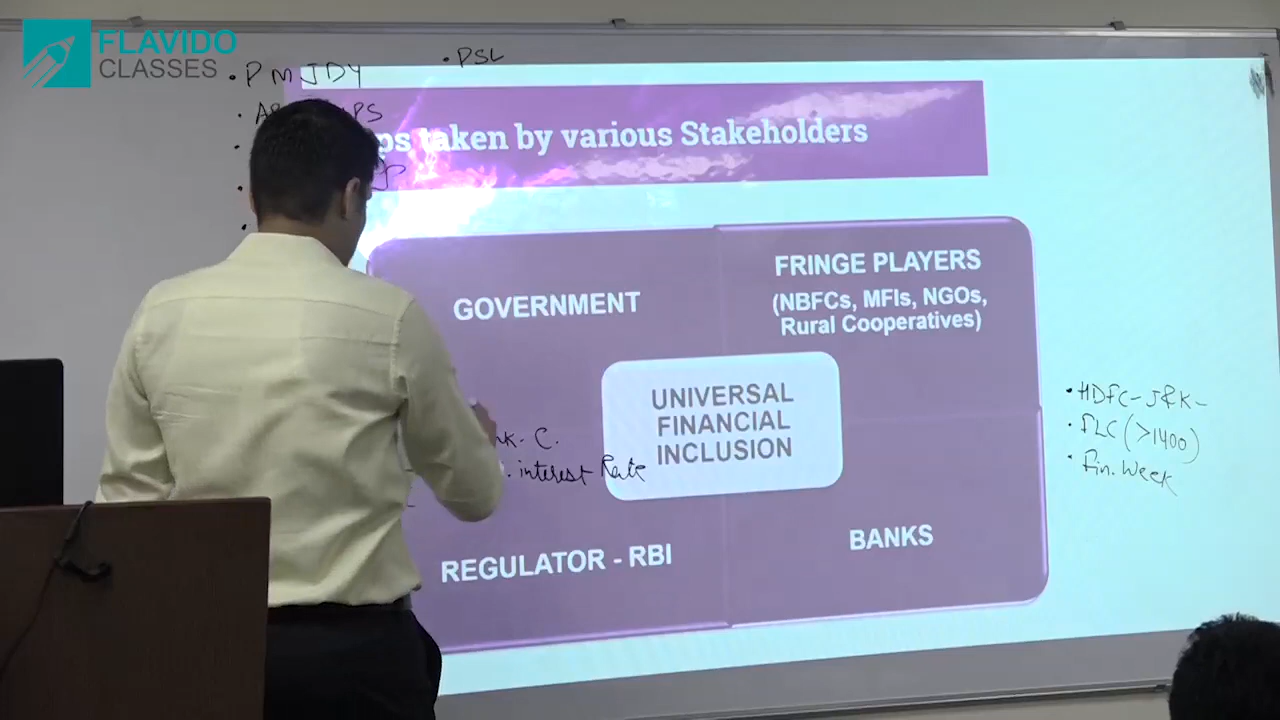 FLAVIDO
CLASSES
• PMJDY
• PSL
taken by various Stakeholders
GOVERNMENT
FRINGE PLAYERS
(NBFCs, MFIs, NGOs,
Rural Cooperatives)
UNIVERSAL
FINANCIAL
INCLUSION
C.
interest Rate
REGULATOR - RBI
BANKS
• HDFC - J&K -
• FLC (>1400)
• Fin. Week